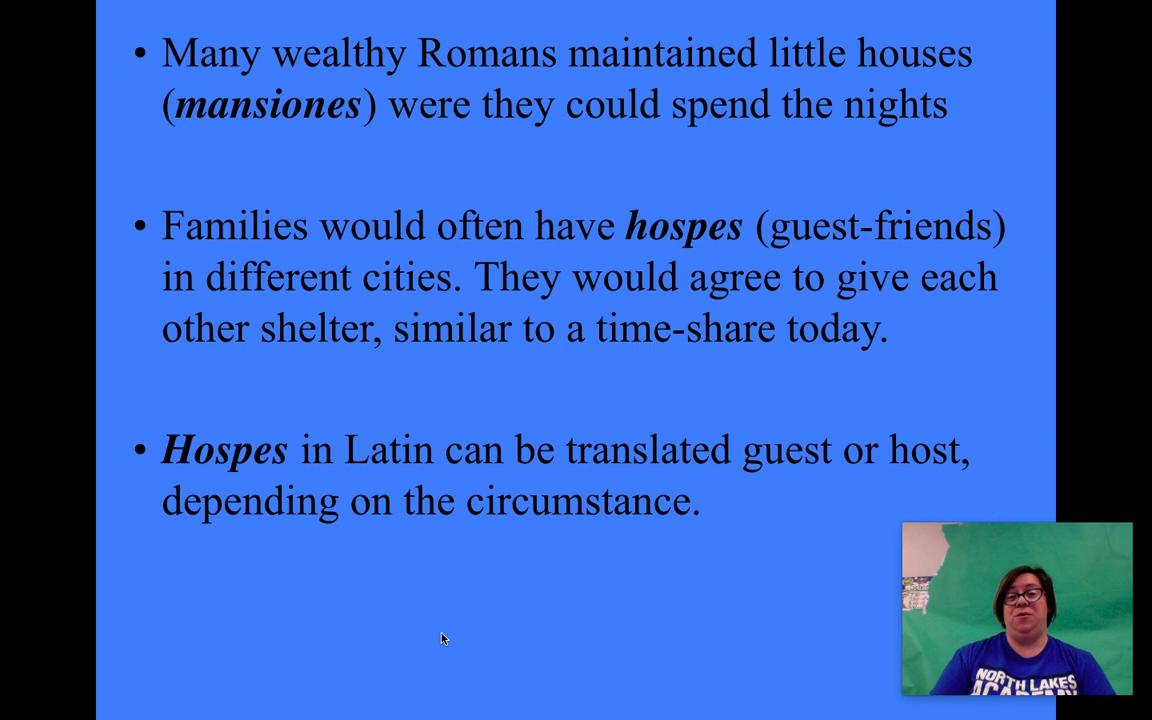 • Many wealthy Romans maintained little houses
(mansiones) were they could spend the nights
• Families would often have hospes (guest-friends)
in different cities. They would agree to give each
other shelter, similar to a time-share today.
• Hospes in Latin can be translated guest or host,
depending on the circumstance.
NORTH LAKES
ACADEMY